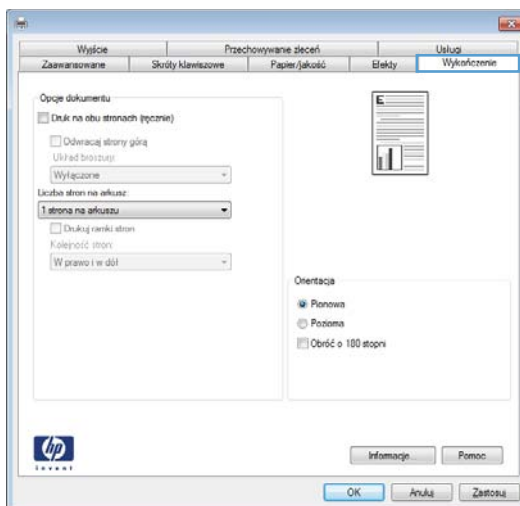 Wyjście Przechowywanie zleceń Usługi
Zaawansowane Skróty klawiszowe Papier/jakość Efekty Wykończenie
Opcje dokumentu
Druk na obu stronach (ręcznie)
Odwracaj strony górą
Układ broszury:
Wyłączone
Liczba stron na arkusz:
1 strona na arkuszu
Drukuj ramki stron
Kolejność stron:
W prawo i w dół
E
Orientacja
Pionowa
Pozioma
Obróć o 180 stopni
hp
invent
Informacje... Pomoc
OK Anuluj Zastosuj